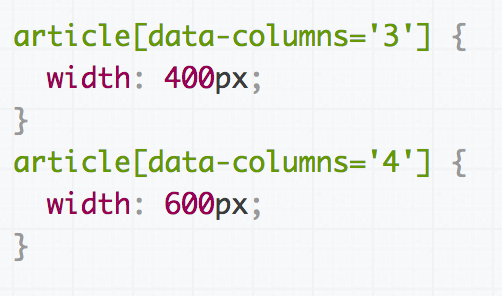 article[data-columns='3'] {
  width: 400px;
}
article[data-columns='4'] {
  width: 600px;
}